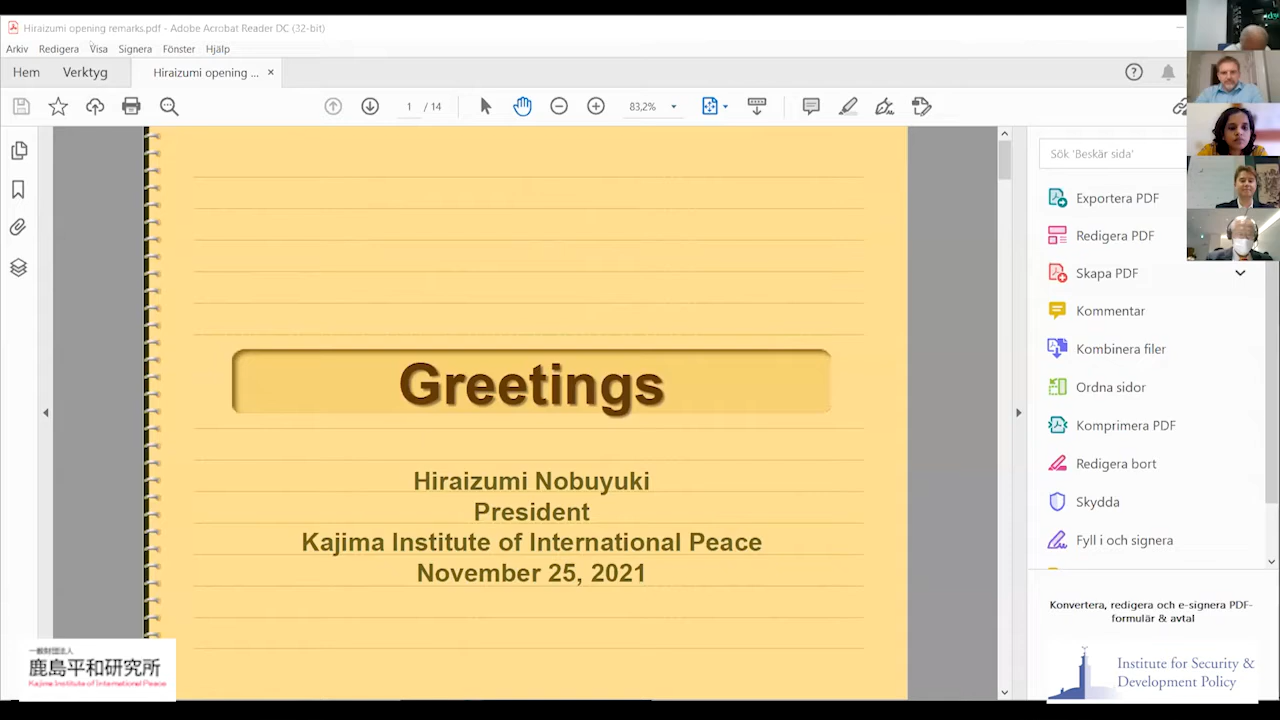 Hiraizumi opening remarks.pdf - Adobe Acrobat Reader DC (32-bit)
Arkiv Redigera Visa Signera Fönster Hjälp
Hem Verktyg Hiraizumi opening ... ×
1 / 14 83,2%
Sök 'Beskär sida'
Exportera PDF
Redigera PDF
Skapa PDF
Kommentar
Kombinera filer
Ordna sidor
Komprimera PDF
Redigera bort
Skydda
Fyll i och signera
Konvertera, redigera och e-signera PDF-
formulär & avtal
Greetings
Hiraizumi Nobuyuki
President
Kajima Institute of International Peace
November 25, 2021
一般財団法人
鹿島平和研究所
Kajima Institute of International Peace
Institute for Security &
Development Policy